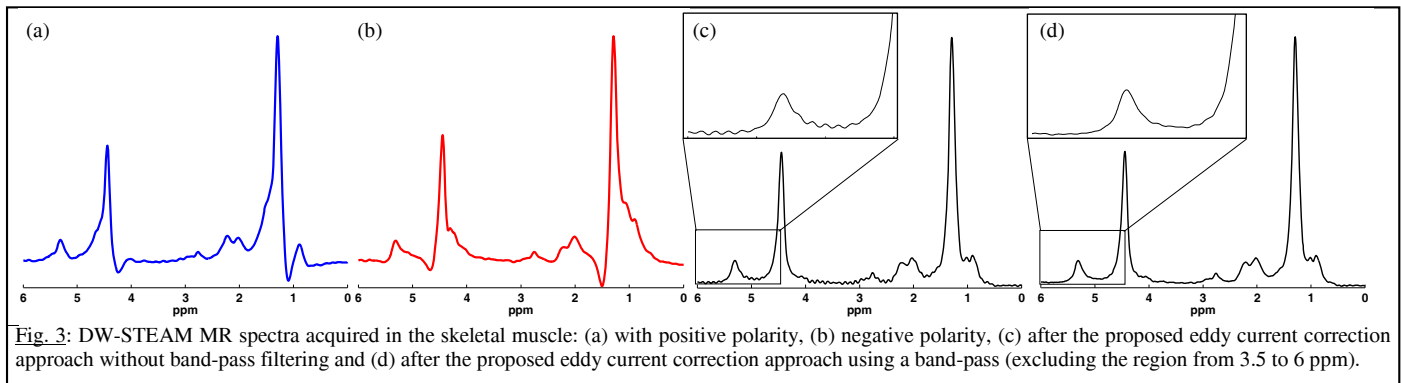 (a) (b) (c) (d)
6 5 4 3 2 1 0 6 5 4 3 2 1 0 6 5 4 3 2 1 0 6 5 4 3 2 1 0
ppm ppm ppm ppm
Fig. 3: DW-STEAM MR spectra acquired in the skeletal muscle: (a) with positive polarity, (b) negative polarity, (c) after the proposed eddy current correction
approach without band-pass filtering and (d) after the proposed eddy current correction approach using a band-pass (excluding the region from 3.5 to 6 ppm).